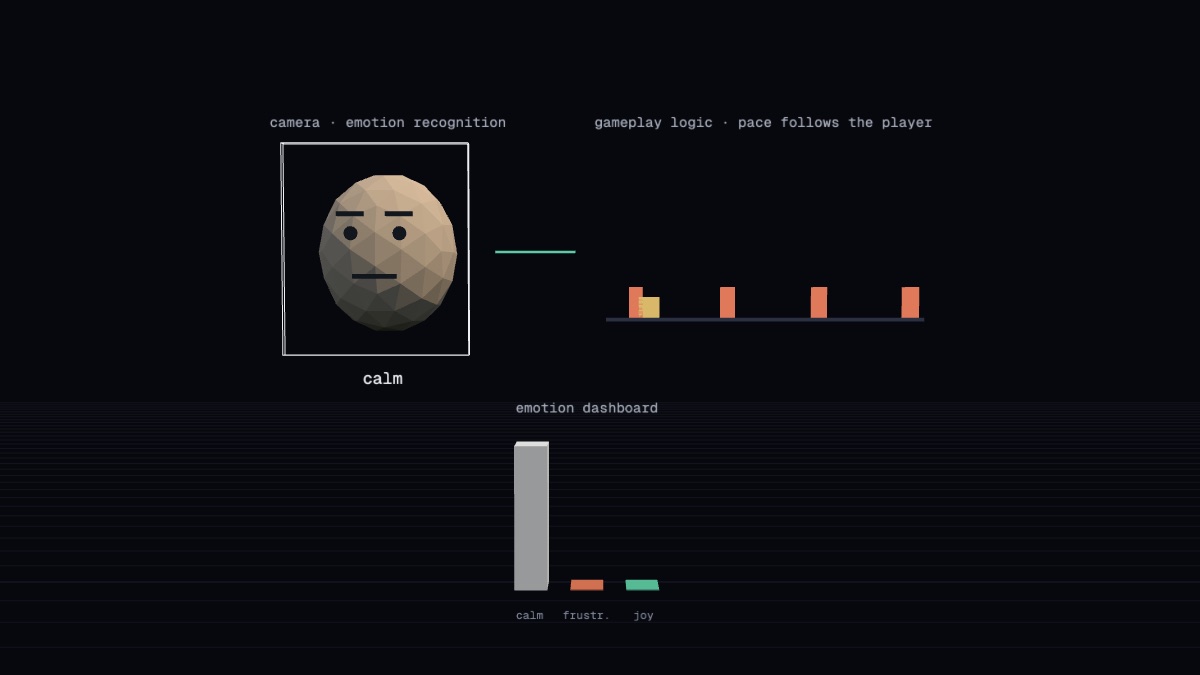 camera · emotion recognition
gameplay logic · pace follows the player
calm
emotion dashboard
calm
frustr.
joy